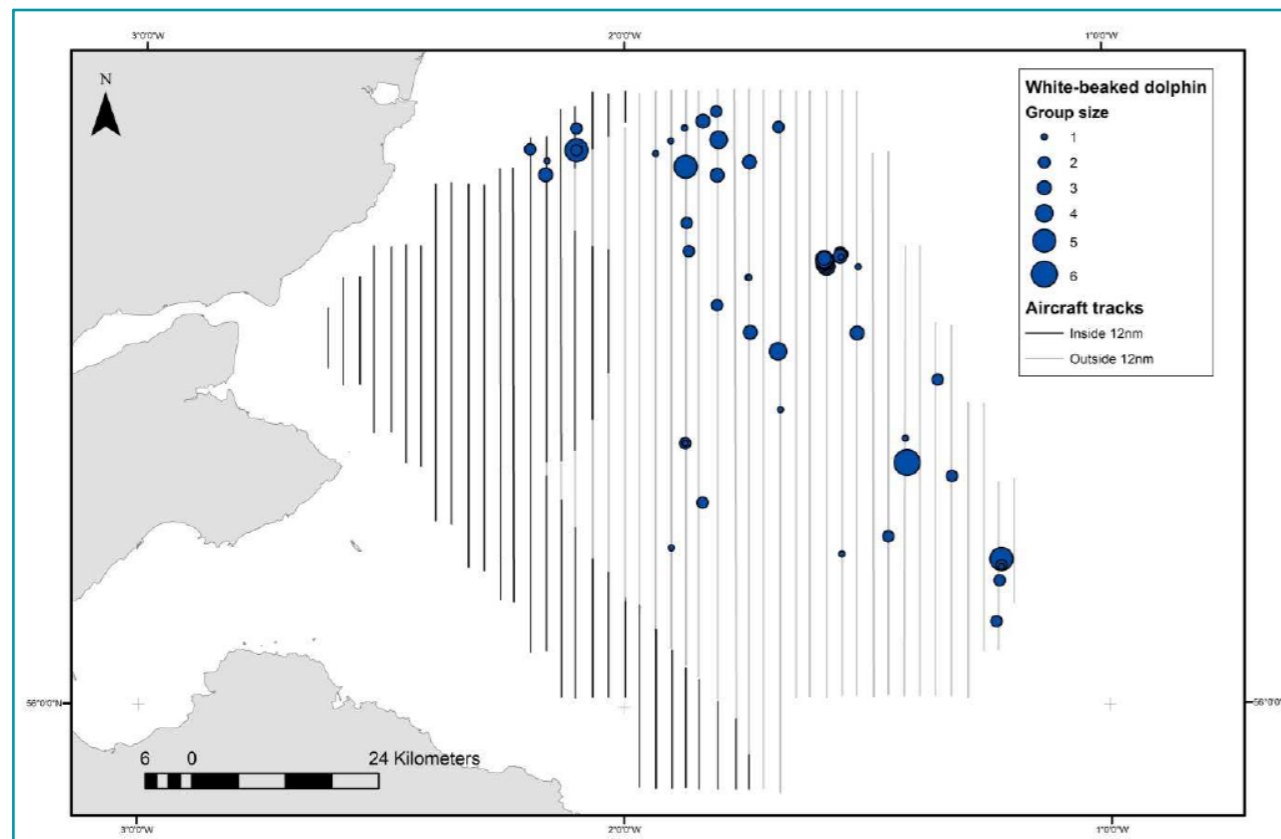 3°0'0"W 2°0'0"W 1°0'0"W
N
White-beaked dolphin
Group size
1
2
3
4
5
6
Aircraft tracks
Inside 12nm
Outside 12nm
56°0'0"N 56°0'0"N
6 0 24 Kilometers
3°0'0"W 2°0'0"W 1°0'0"W